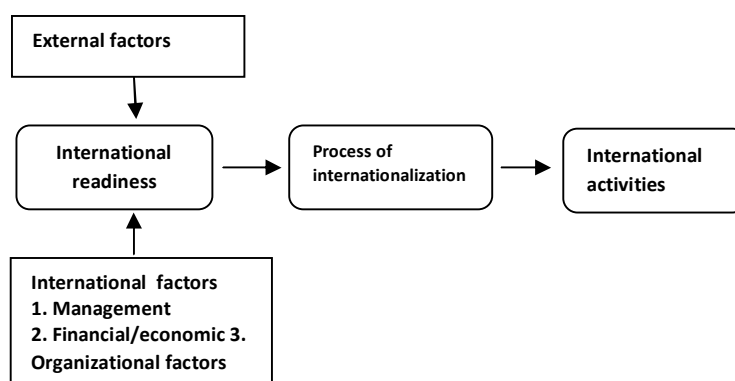 External factors
International
readiness
Process of
internationalization
International
activities
International factors
1. Management
2. Financial/economic 3.
Organizational factors